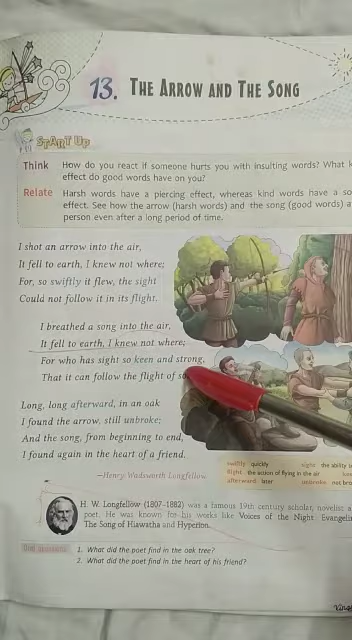 13. THE ARROW AND THE SONG
START UP
Think How do you react if someone hurts you with insulting words? What
effect do good words have on you?
Relate Harsh words have a piercing effect, whereas kind words have a
effect. See how the arrow (harsh words) and the song (good words)
person even after a long period of time.
I shot an arrow into the air,
It fell to earth, I knew not where;
For, so swiftly it flew, the sight
Could not follow it in its flight.
I breathed a song into the air,
It fell to earth, I knew not where;
For who has sight so keen and strong,
That it can follow the flight of
Long, long afterward, in an oak
I found the arrow, still unbroke;
And the song, from beginning to end,
I found again in the heart of a friend.
—Henry Wadsworth Longfellow
swiftly quickly sight the ability
flight the action of flying in the air
afterward later unbroke not
H. W. Longfellow (1807–1882) was a famous 19th century scholar, novelist
poet. He was known for his works like Voices of the Night
The Song of Hiawatha and Hyperion.
1. What did the poet find in the oak tree?
2. What did the poet find in the heart of his friend?